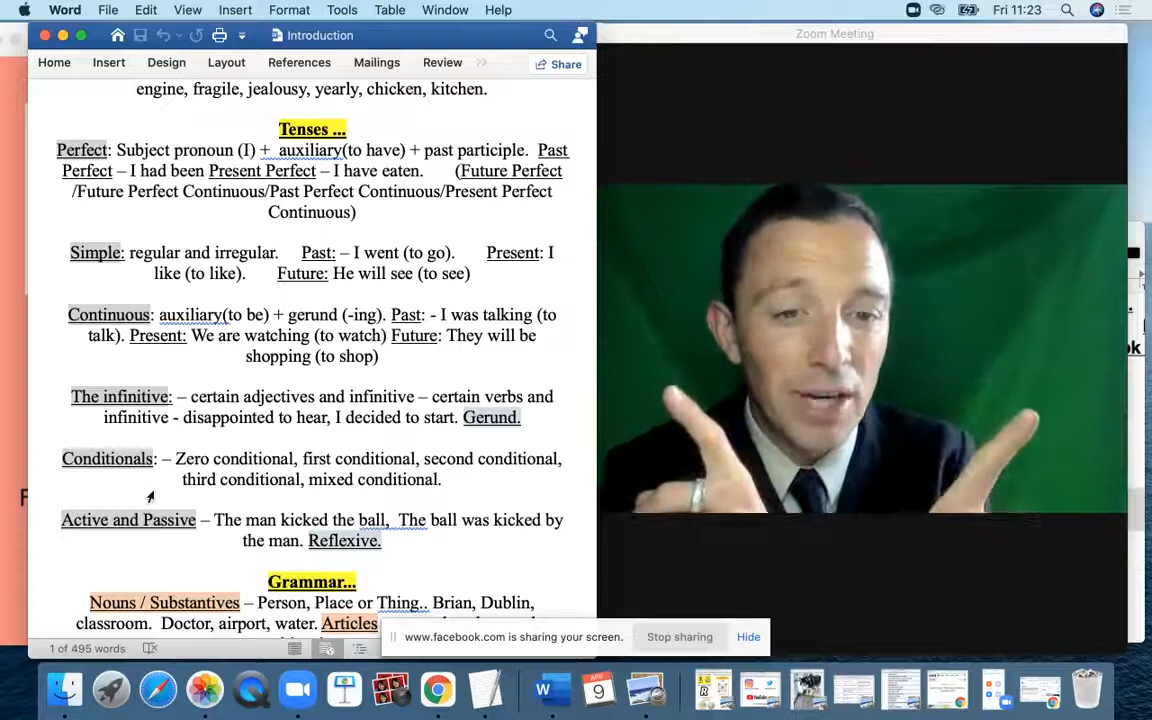 Word File Edit View Insert Format Tools Table Window Help Fri 11:23
Introduction
Zoom Meeting
Home Insert Design Layout References Mailings Review Share
engine, fragile, jealousy, yearly, chicken, kitchen.
Tenses ...
Perfect: Subject pronoun (I) + auxiliary(to have) + past participle. Past
Perfect – I had been Present Perfect – I have eaten. (Future Perfect
/Future Perfect Continuous/Past Perfect Continuous/Present Perfect
Continuous)
Simple: regular and irregular. Past: – I went (to go). Present: I
like (to like). Future: He will see (to see)
Continuous: auxiliary(to be) + gerund (-ing). Past: - I was talking (to
talk). Present: We are watching (to watch) Future: They will be
shopping (to shop)
The infinitive: – certain adjectives and infinitive – certain verbs and
infinitive - disappointed to hear, I decided to start. Gerund.
Conditionals: – Zero conditional, first conditional, second conditional,
third conditional, mixed conditional.
Active and Passive – The man kicked the ball, The ball was kicked by
the man. Reflexive.
Grammar...
Nouns / Substantives – Person, Place or Thing.. Brian, Dublin,
classroom. Doctor, airport, water. Articles
www.facebook.com is sharing your screen. Stop sharing Hide
1 of 495 words
APR
9